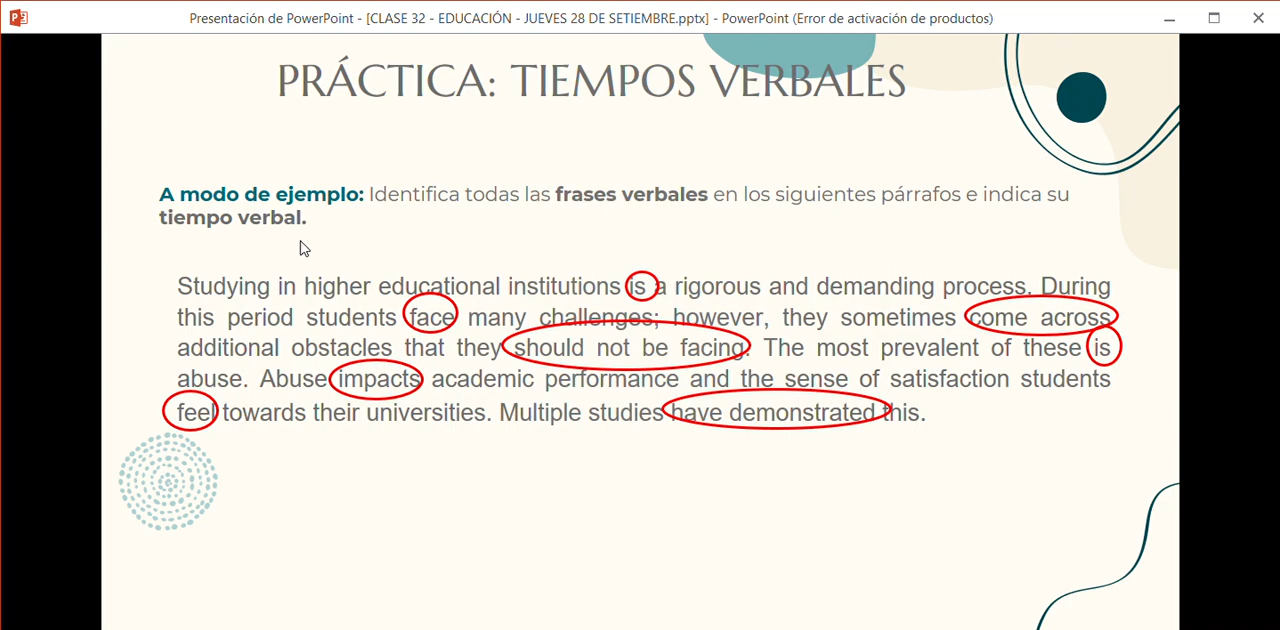 Presentación de PowerPoint - [CLASE 32 - EDUCACIÓN - JUEVES 28 DE SETIEMBRE.pptx] - PowerPoint (Error de activación de productos)
PRÁCTICA: TIEMPOS VERBALES
A modo de ejemplo: Identifica todas las frases verbales en los siguientes párrafos e indica su
tiempo verbal.
Studying in higher educational institutions is a rigorous and demanding process. During
this period students face many challenges; however, they sometimes come across
additional obstacles that they should not be facing. The most prevalent of these is
abuse. Abuse impacts academic performance and the sense of satisfaction students
feel towards their universities. Multiple studies have demonstrated this.